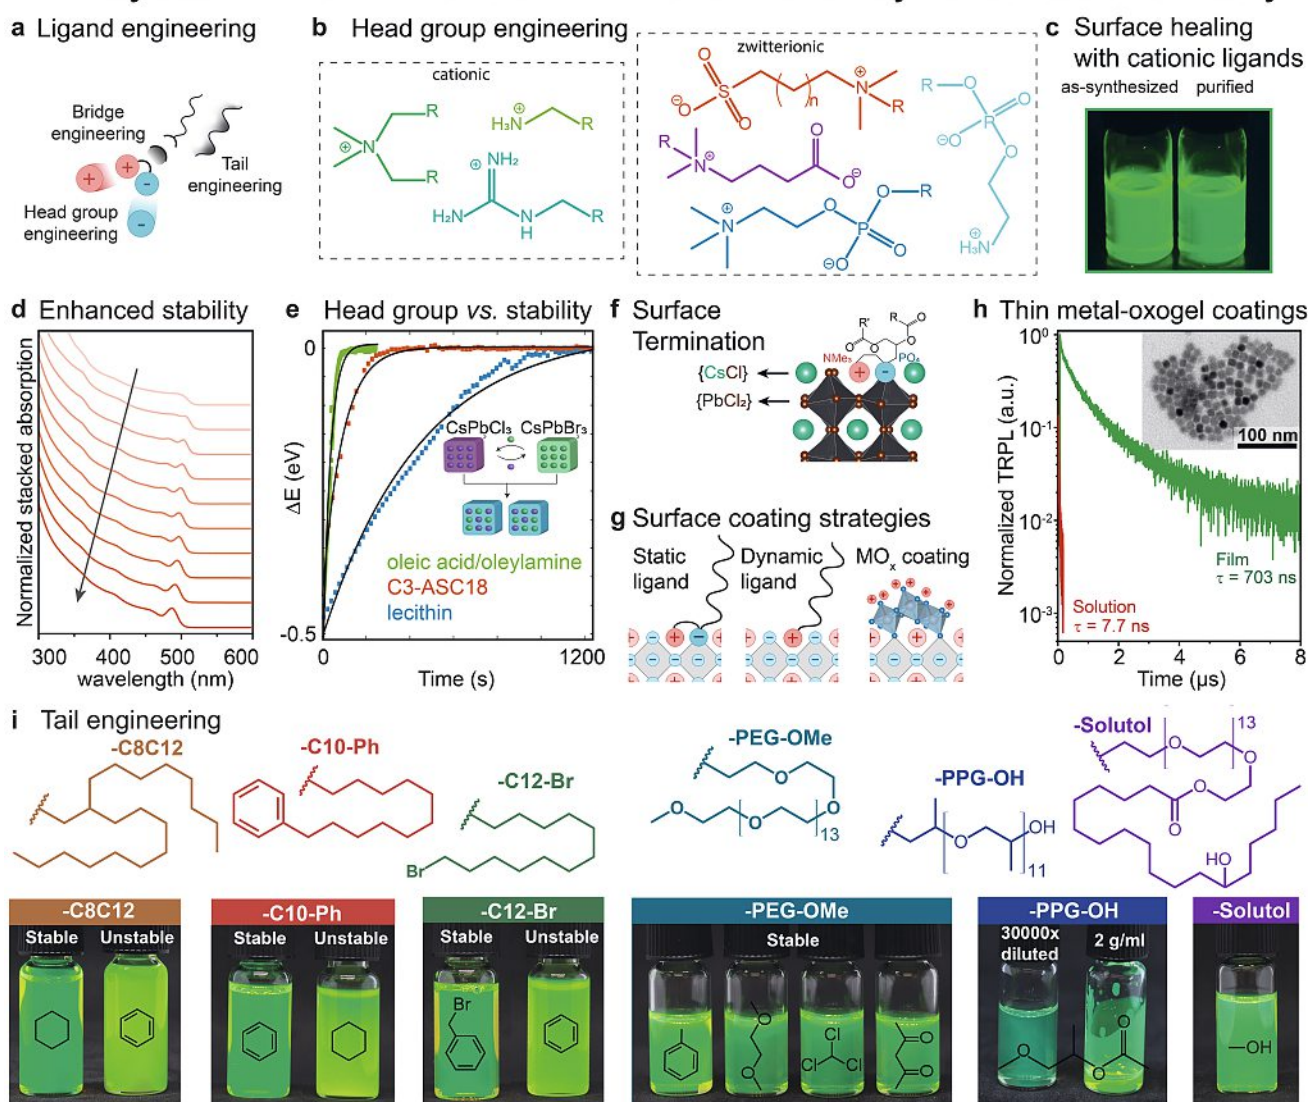 a Ligand engineering
Bridge
engineering
Tail
engineering
Head group
engineering
+
+
-
-
b Head group engineering
cationic
N
R
R
H₃N
R
NH₂
H₂N
N
H
R
zwitterionic
O
S
O
O
n
N
R
R
N
O
O
N
O
P
O
R
O
O
R
O
O
R
O
O
H₃N
c Surface healing
with cationic ligands
as-synthesized purified
d Enhanced stability
Normalized stacked absorption
300 400 500 600
wavelength (nm)
e Head group vs. stability
ΔE (eV)
0
-0.5
CsPbCl₃ CsPbBr₃
oleic acid/oleylamine
C3-ASC18
lecithin
0 1200
Time (s)
f Surface
Termination
R' R
O O
O O
NMe₃ PO₄
{CsCl}
{PbCl₂}
+ -
g Surface coating strategies
Static
ligand
Dynamic
ligand
MOₓ coating
h Thin metal-oxogel coatings
Normalized TRPL (a.u.)
10⁰
10⁻¹
10⁻²
10⁻³
100 nm
Film
τ = 703 ns
Solution
τ = 7.7 ns
0 2 4 6 8
Time (µs)
i Tail engineering
-C8C12
-C10-Ph
-C12-Br
Br
-PEG-OMe
O
O
O
O
13
-PPG-OH
O
OH
11
-Solutol
O
13
O
O
O
HO
-C8C12
Stable Unstable
-C10-Ph
Stable Unstable
-C12-Br
Stable Unstable
Br
-PEG-OMe
Stable
O
O
Cl
Cl Cl
O
O
-PPG-OH
30000x
diluted
2 g/ml
O
O
O
-Solutol
OH